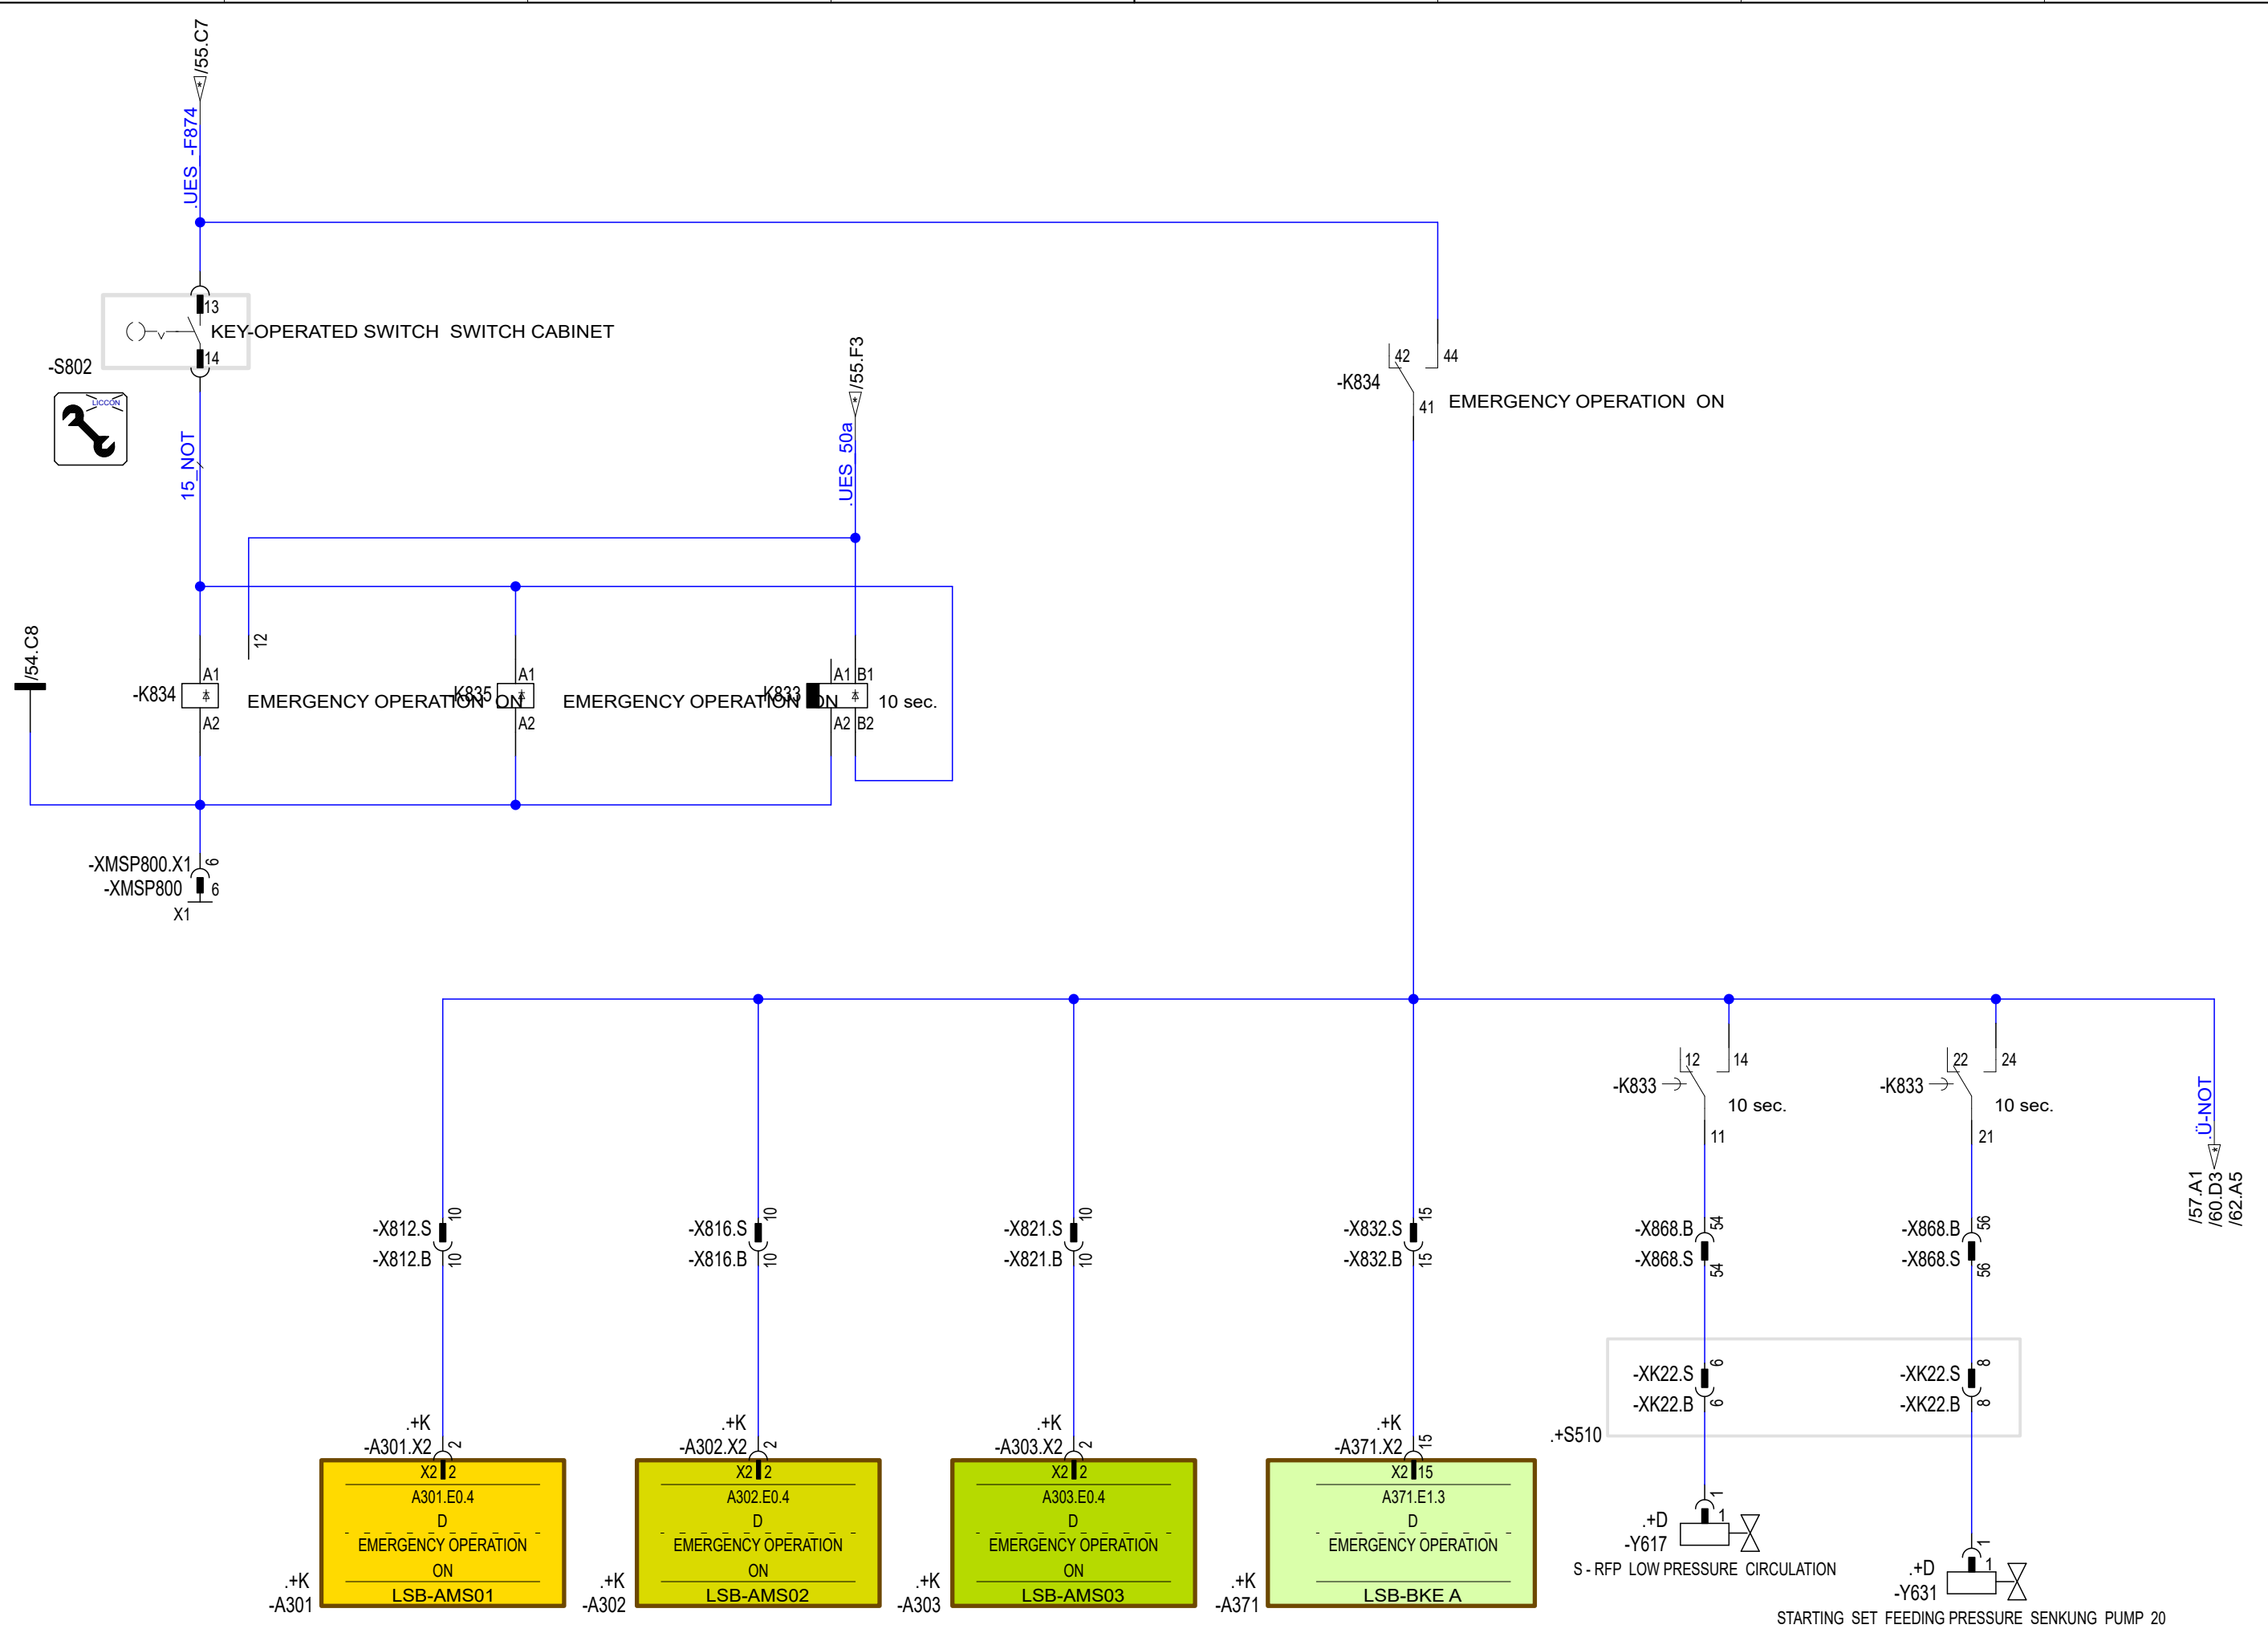 /55.C7
.UES -F874
13
KEY-OPERATED SWITCH SWITCH CABINET
14
-S802
LICCON
15_NOT
/55.F3
.UES_50a
42
44
-K834
41
EMERGENCY OPERATION ON
/54.C8
12
A1
-K834
EMERGENCY OPERATION ON
A2
A1
-K835
EMERGENCY OPERATION ON
A2
A1
B1
-K833
10 sec.
A2
B2
-XMSP800.X1
6
-XMSP800
6
X1
12
14
-K833
10 sec.
11
22
24
-K833
10 sec.
21
.Ü-NOT
/57.A1
/60.D3
/62.A5
-X812.S
10
-X812.B
10
-X816.S
10
-X816.B
10
-X821.S
10
-X821.B
10
-X832.S
15
-X832.B
15
-X868.B
54
-X868.S
54
-X868.B
56
-X868.S
56
-XK22.S
6
-XK22.B
6
-XK22.S
8
-XK22.B
8
.+S510
.+K
-A301.X2
2
X2
2
A301.E0.4
D
EMERGENCY OPERATION
ON
LSB-AMS01
.+K
-A301
.+K
-A302.X2
2
X2
2
A302.E0.4
D
EMERGENCY OPERATION
ON
LSB-AMS02
.+K
-A302
.+K
-A303.X2
2
X2
2
A303.E0.4
D
EMERGENCY OPERATION
ON
LSB-AMS03
.+K
-A303
.+K
-A371.X2
15
X2
15
A371.E1.3
D
EMERGENCY OPERATION
LSB-BKE A
.+K
-A371
1
1
.+D
-Y617
S - RFP LOW PRESSURE CIRCULATION
1
1
.+D
-Y631
STARTING SET FEEDING PRESSURE SENKUNG PUMP 20